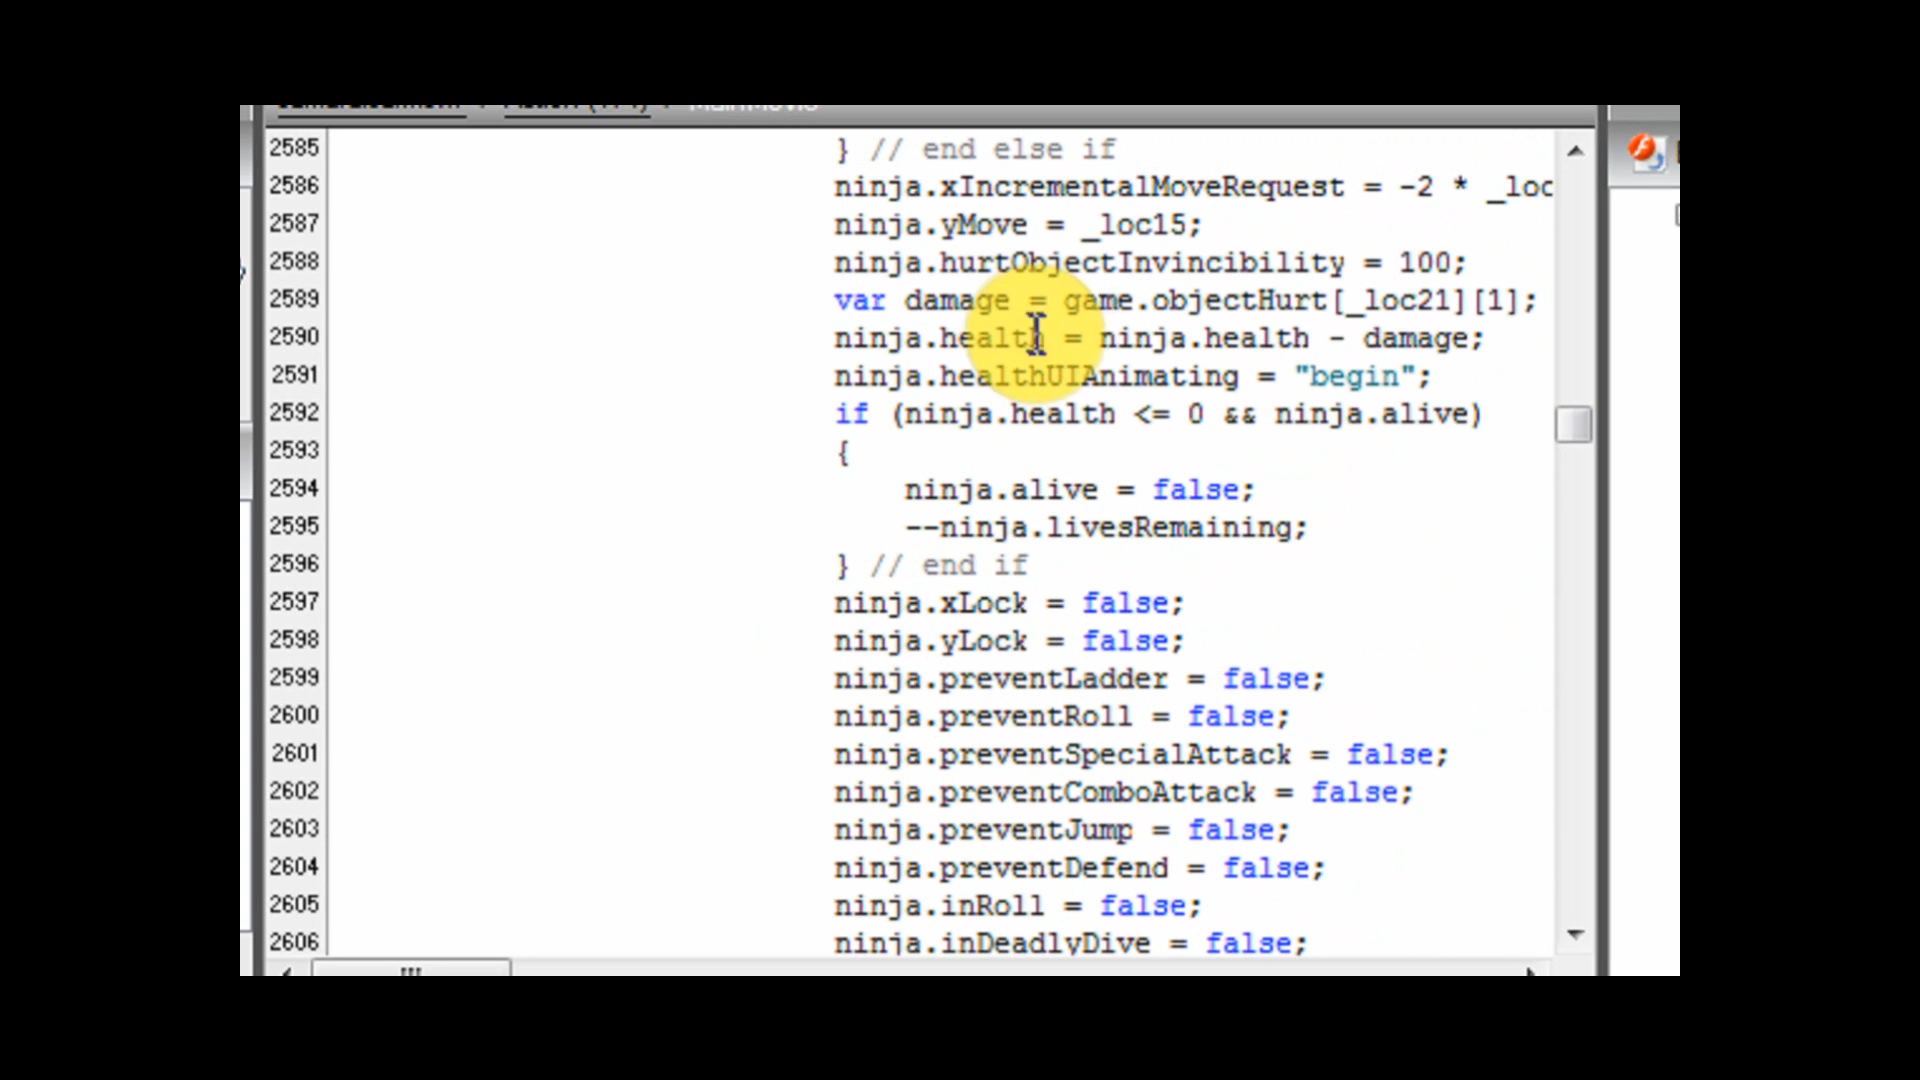 2585 } // end else if
2586 ninja.xIncrementalMoveRequest = -2 * _loc
2587 ninja.yMove = _loc15;
2588 ninja.hurtObjectInvincibility = 100;
2589 var damage = game.objectHurt[_loc21][1];
2590 ninja.health = ninja.health - damage;
2591 ninja.healthUIAnimating = "begin";
2592 if (ninja.health <= 0 && ninja.alive)
2593 {
2594 ninja.alive = false;
2595 --ninja.livesRemaining;
2596 } // end if
2597 ninja.xLock = false;
2598 ninja.yLock = false;
2599 ninja.preventLadder = false;
2600 ninja.preventRoll = false;
2601 ninja.preventSpecialAttack = false;
2602 ninja.preventComboAttack = false;
2603 ninja.preventJump = false;
2604 ninja.preventDefend = false;
2605 ninja.inRoll = false;
2606 ninja.inDeadlyDive = false;